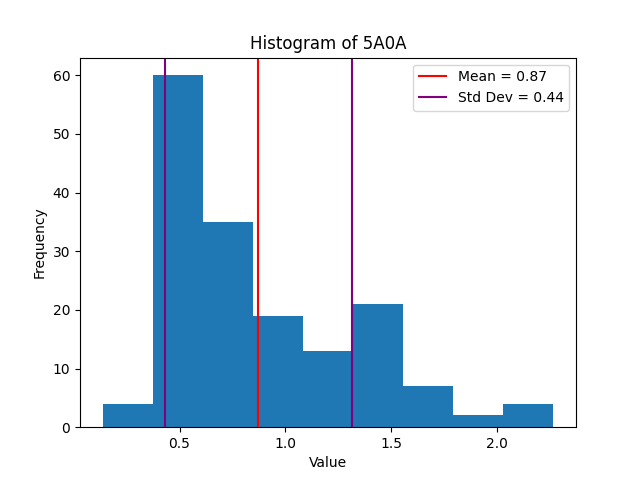 Histogram of 5A0A
Mean = 0.87
Std Dev = 0.44
Frequency
60
50
40
30
20
10
0
0.5 1.0 1.5 2.0
Value